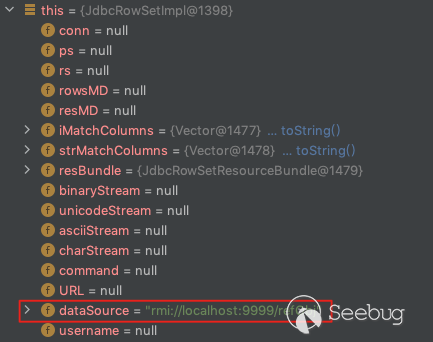 this = {JdbcRowSetImpl@1398}
f conn = null
f ps = null
f rs = null
f rowsMD = null
f resMD = null
f iMatchColumns = {Vector@1477} ... toString()
f strMatchColumns = {Vector@1478} ... toString()
f resBundle = {JdbcRowSetResourceBundle@1479}
f binaryStream = null
f unicodeStream = null
f asciiStream = null
f charStream = null
f command = null
f URL = null
f dataSource = "rmi://localhost:9999/
f username = null
Seebug